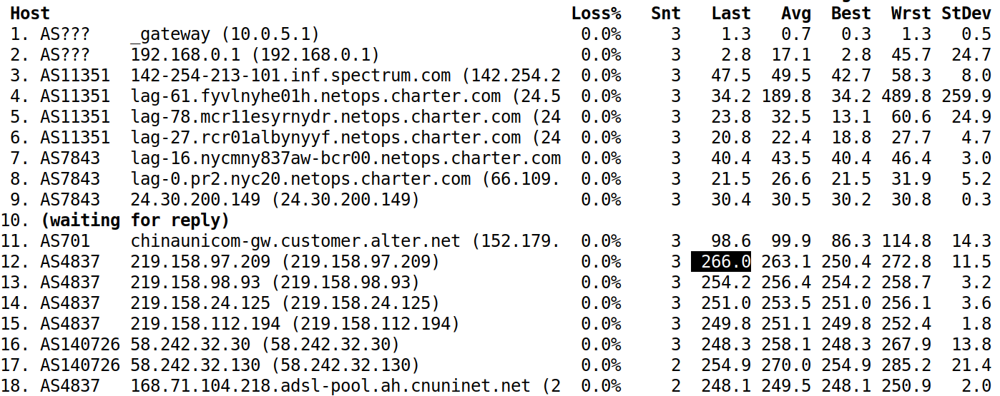 Host Loss% Snt Last Avg Best Wrst StDev
1. AS??? _gateway (10.0.5.1) 0.0% 3 1.3 0.7 0.3 1.3 0.5
2. AS??? 192.168.0.1 (192.168.0.1) 0.0% 3 2.8 17.1 2.8 45.7 24.7
3. AS11351 142-254-213-101.inf.spectrum.com (142.254.2 0.0% 3 47.5 49.5 42.7 58.3 8.0
4. AS11351 lag-61.fyvlnyhe01h.netops.charter.com (24.5 0.0% 3 34.2 189.8 34.2 489.8 259.9
5. AS11351 lag-78.mcr11esyrnydr.netops.charter.com (24 0.0% 3 23.8 32.5 13.1 60.6 24.9
6. AS11351 lag-27.rcr01albynyyf.netops.charter.com (24 0.0% 3 20.8 22.4 18.8 27.7 4.7
7. AS7843 lag-16.nycmny837aw-bcr00.netops.charter.com 0.0% 3 40.4 43.5 40.4 46.4 3.0
8. AS7843 lag-0.pr2.nyc20.netops.charter.com (66.109. 0.0% 3 21.5 26.6 21.5 31.9 5.2
9. AS7843 24.30.200.149 (24.30.200.149) 0.0% 3 30.4 30.5 30.2 30.8 0.3
10. (waiting for reply)
11. AS701 chinaunicom-gw.customer.alter.net (152.179. 0.0% 3 98.6 99.9 86.3 114.8 14.3
12. AS4837 219.158.97.209 (219.158.97.209) 0.0% 3 266.0 263.1 250.4 272.8 11.5
13. AS4837 219.158.98.93 (219.158.98.93) 0.0% 3 254.2 256.4 254.2 258.7 3.2
14. AS4837 219.158.24.125 (219.158.24.125) 0.0% 3 251.0 253.5 251.0 256.1 3.6
15. AS4837 219.158.112.194 (219.158.112.194) 0.0% 3 249.8 251.1 249.8 252.4 1.8
16. AS140726 58.242.32.30 (58.242.32.30) 0.0% 3 248.3 258.1 248.3 267.9 13.8
17. AS140726 58.242.32.130 (58.242.32.130) 0.0% 2 254.9 270.0 254.9 285.2 21.4
18. AS4837 168.71.104.218.adsl-pool.ah.cnuninet.net (2 0.0% 2 248.1 249.5 248.1 250.9 2.0